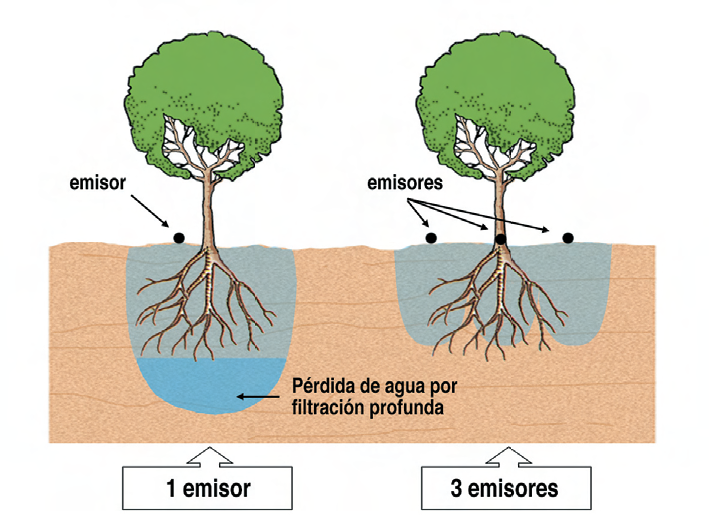 emisor
emisores
Pérdida de agua por
filtración profunda
1 emisor
3 emisores